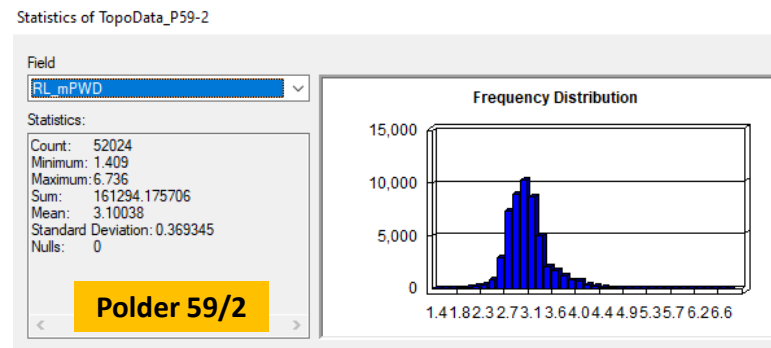 Statistics of TopoData_P59-2
Field
RL_mPWD
Statistics:
Count: 52024
Minimum: 1.409
Maximum: 6.736
Sum: 161294.175706
Mean: 3.10038
Standard Deviation: 0.369345
Nulls: 0
Polder 59/2
Frequency Distribution
15,000
10,000
5,000
0
1.4 1.8 2.3 2.7 3.1 3.6 4.0 4.4 4.9 5.3 5.7 6.2 6.6